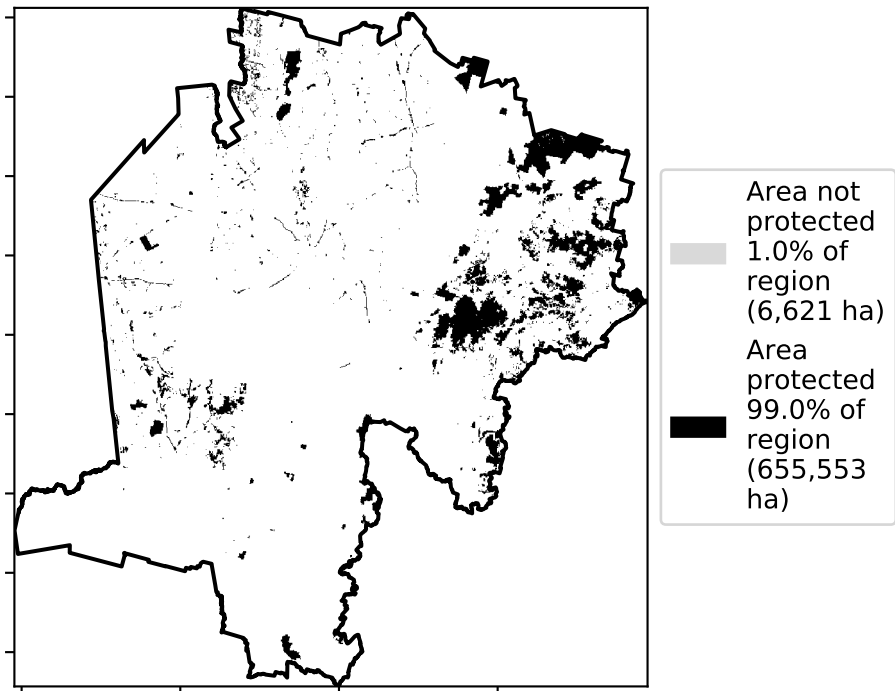 Area not
protected
1.0% of
region
(6,621 ha)
Area
protected
99.0% of
region
(655,553
ha)